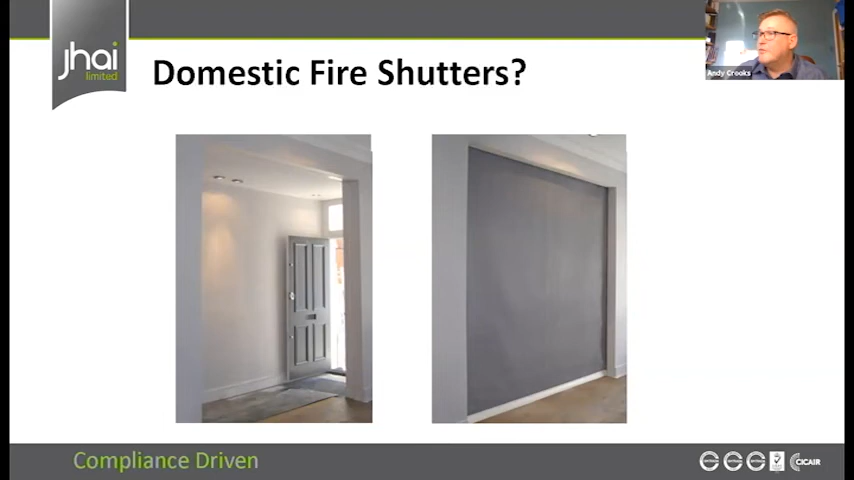 jhai
limited
Domestic Fire Shutters?
Andy Crooks
Compliance Driven
CICAIR